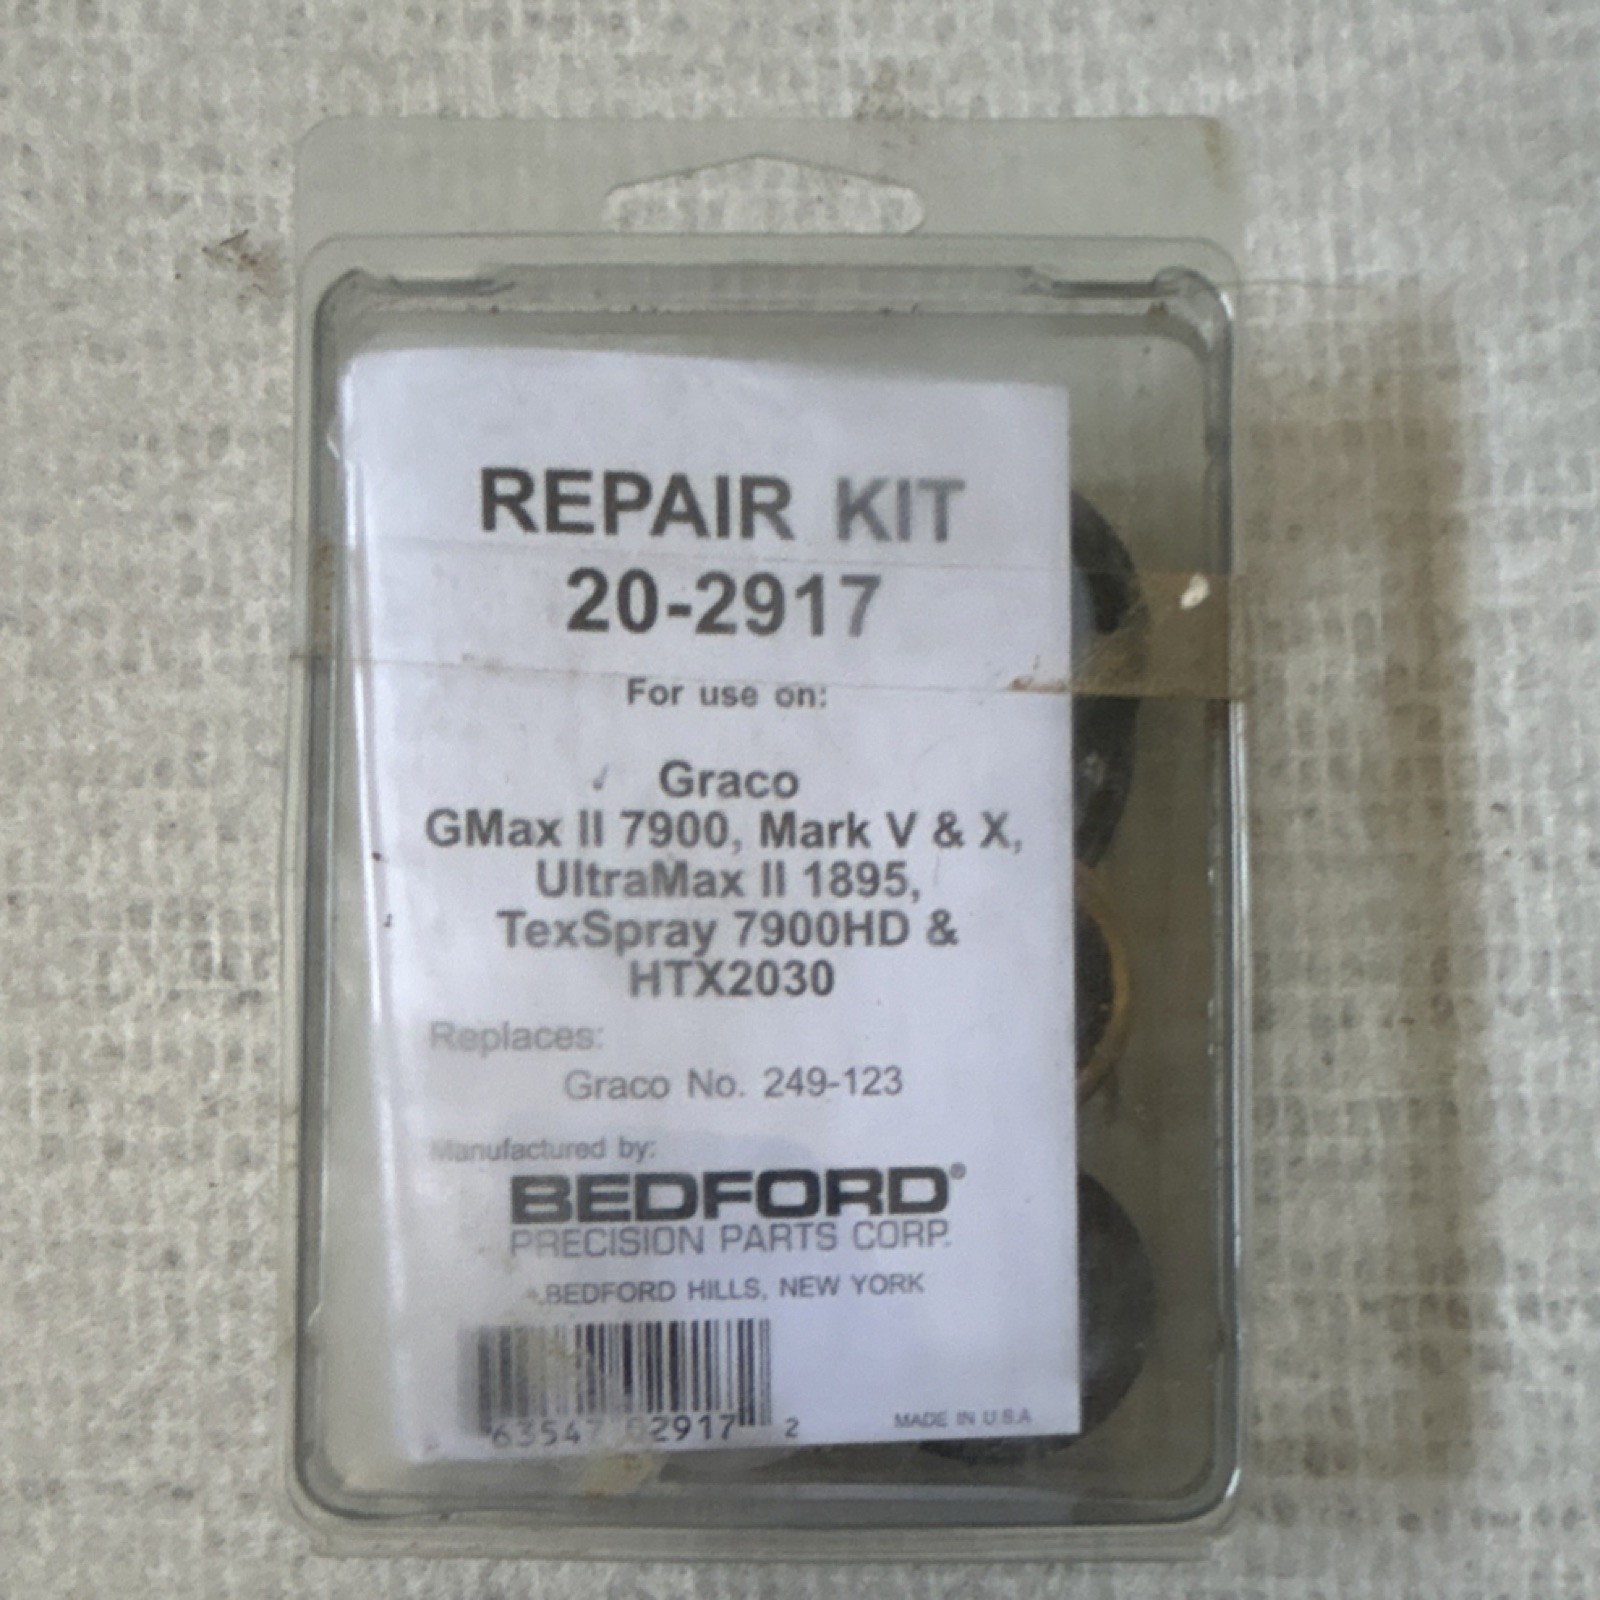 REPAIR KIT
20-2917
For use on:
Graco
GMax II 7900, Mark V & X,
UltraMax II 1895,
TexSpray 7900HD &
HTX2030
Replaces:
Graco No. 249-123
Manufactured by:
BEDFORD®
PRECISION PARTS CORP.
BEDFORD HILLS, NEW YORK
63547 02917 2
MADE IN U.S.A